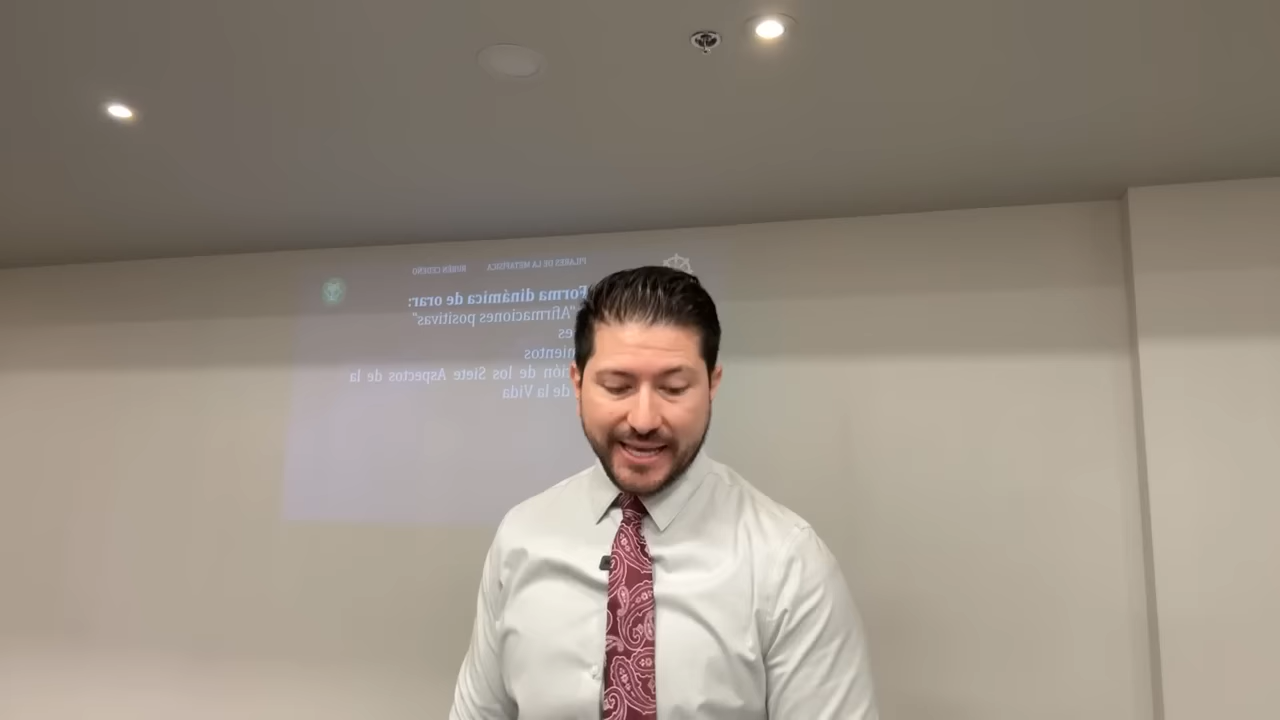 PILARES DE LA METAFÍSICA RUBÉN CEDEÑO
Forma dinámica de orar:
"Afirmaciones positivas"
es
mientos
ción de los Siete Aspectos de la
de la Vida